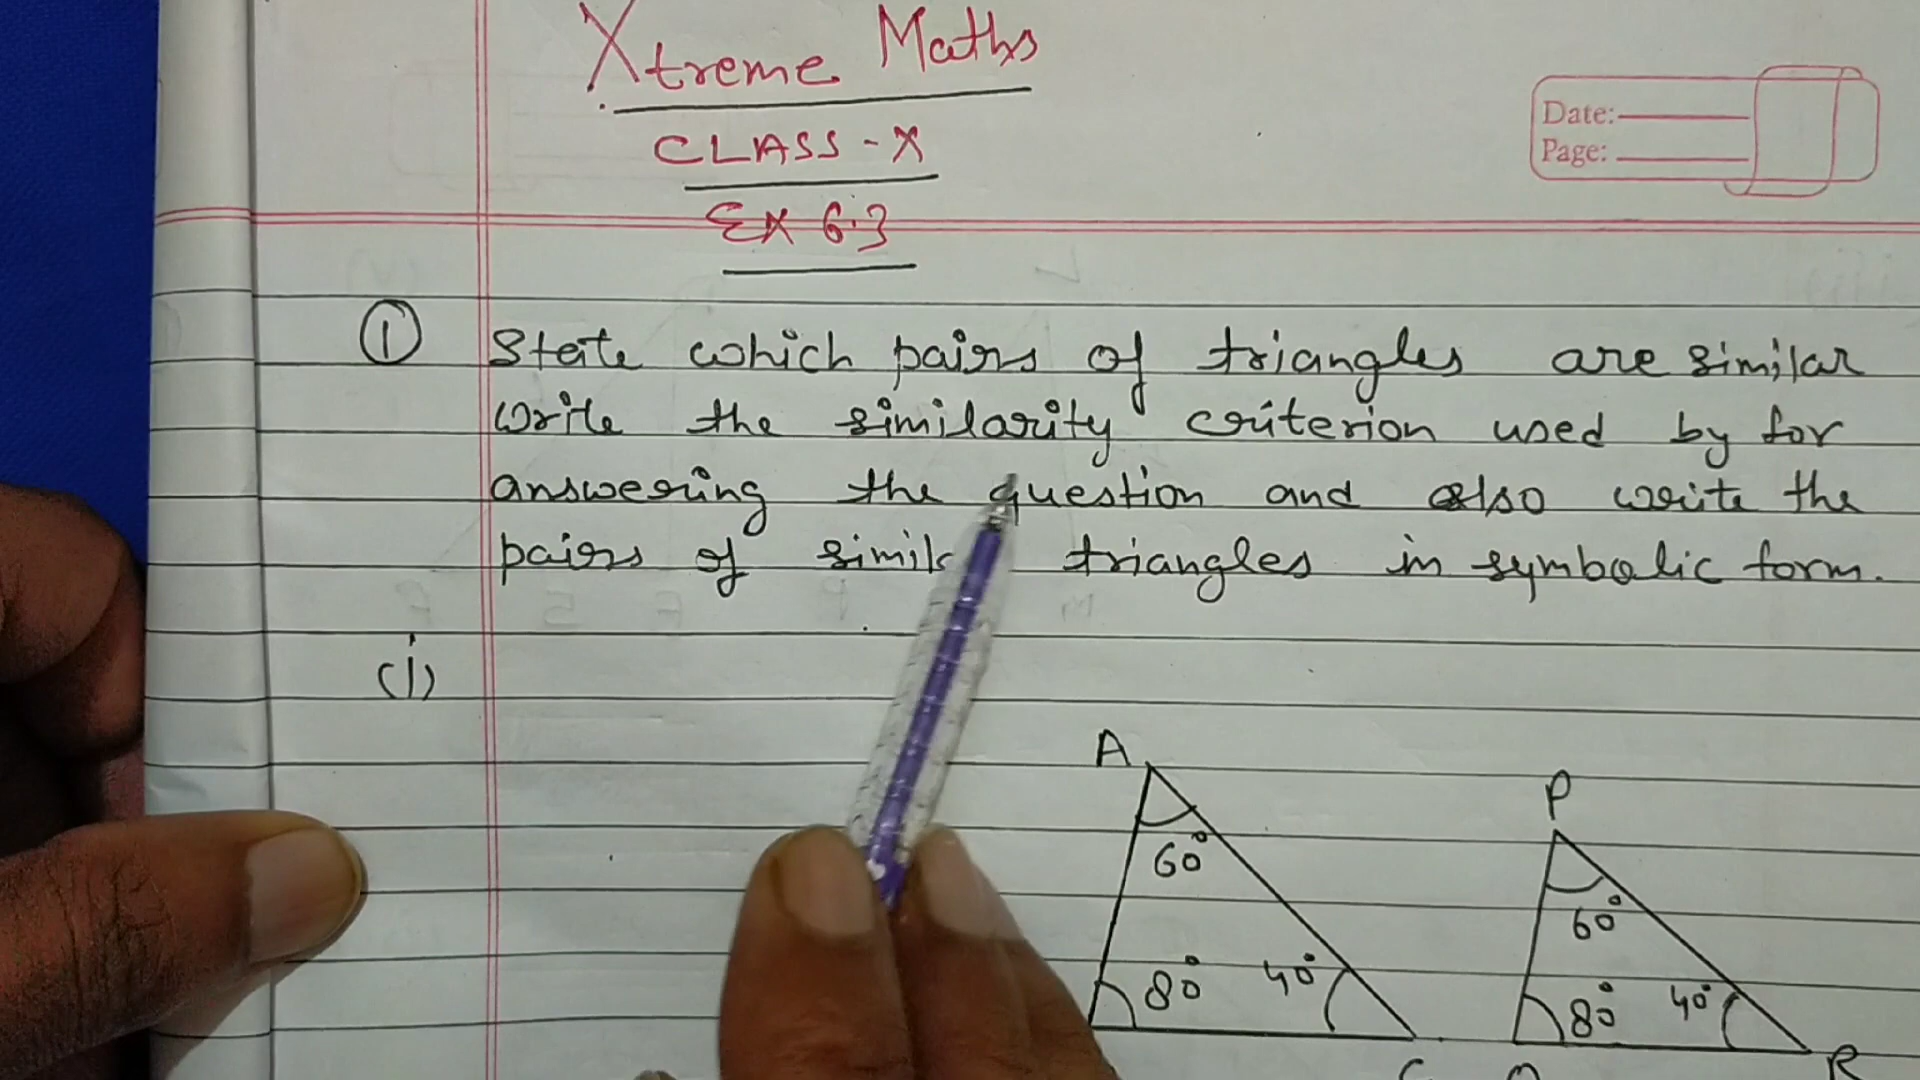 Xtreme Maths
CLASS - X
Date:
Page:
EX 6.3
① State which pairs of triangles are similar
Write the similarity criterion used by for
answering the question and also write the
pairs of triangles in symbolic form.
(i)
A
P
60°
60°
80° 40°
80° 40°
R